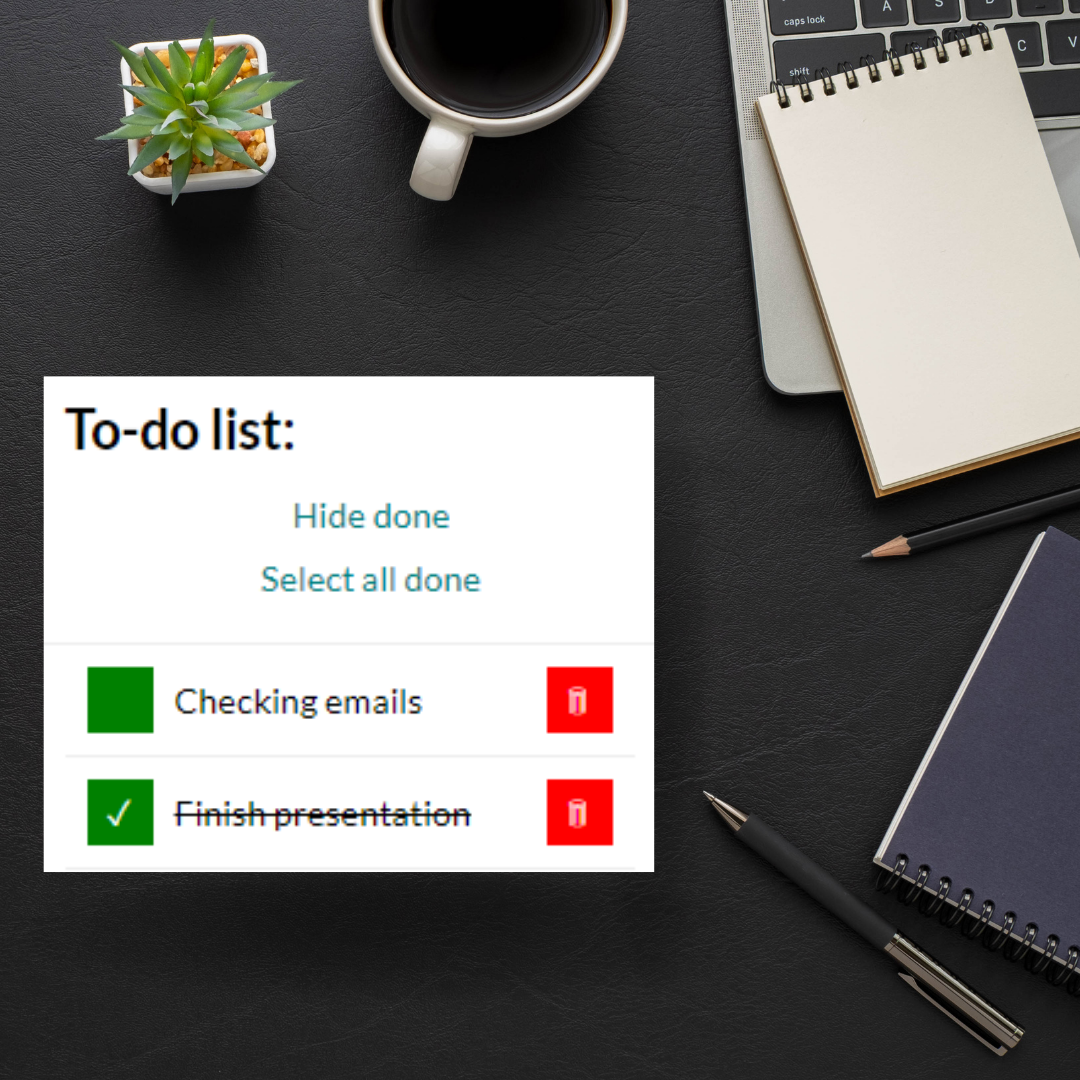 A S D
caps lock
C V
shift
To-do list:
Hide done
Select all done
Checking emails
✓ Finish presentation